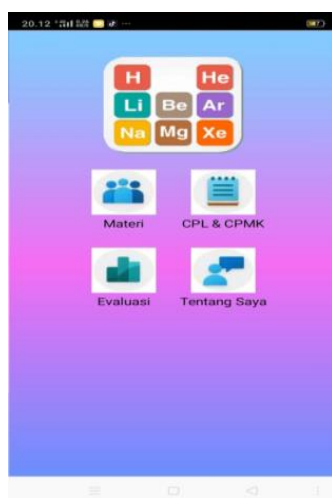 20.12
H He
Li Be Ar
Na Mg Xe
Materi CPL & CPMK
Evaluasi Tentang Saya